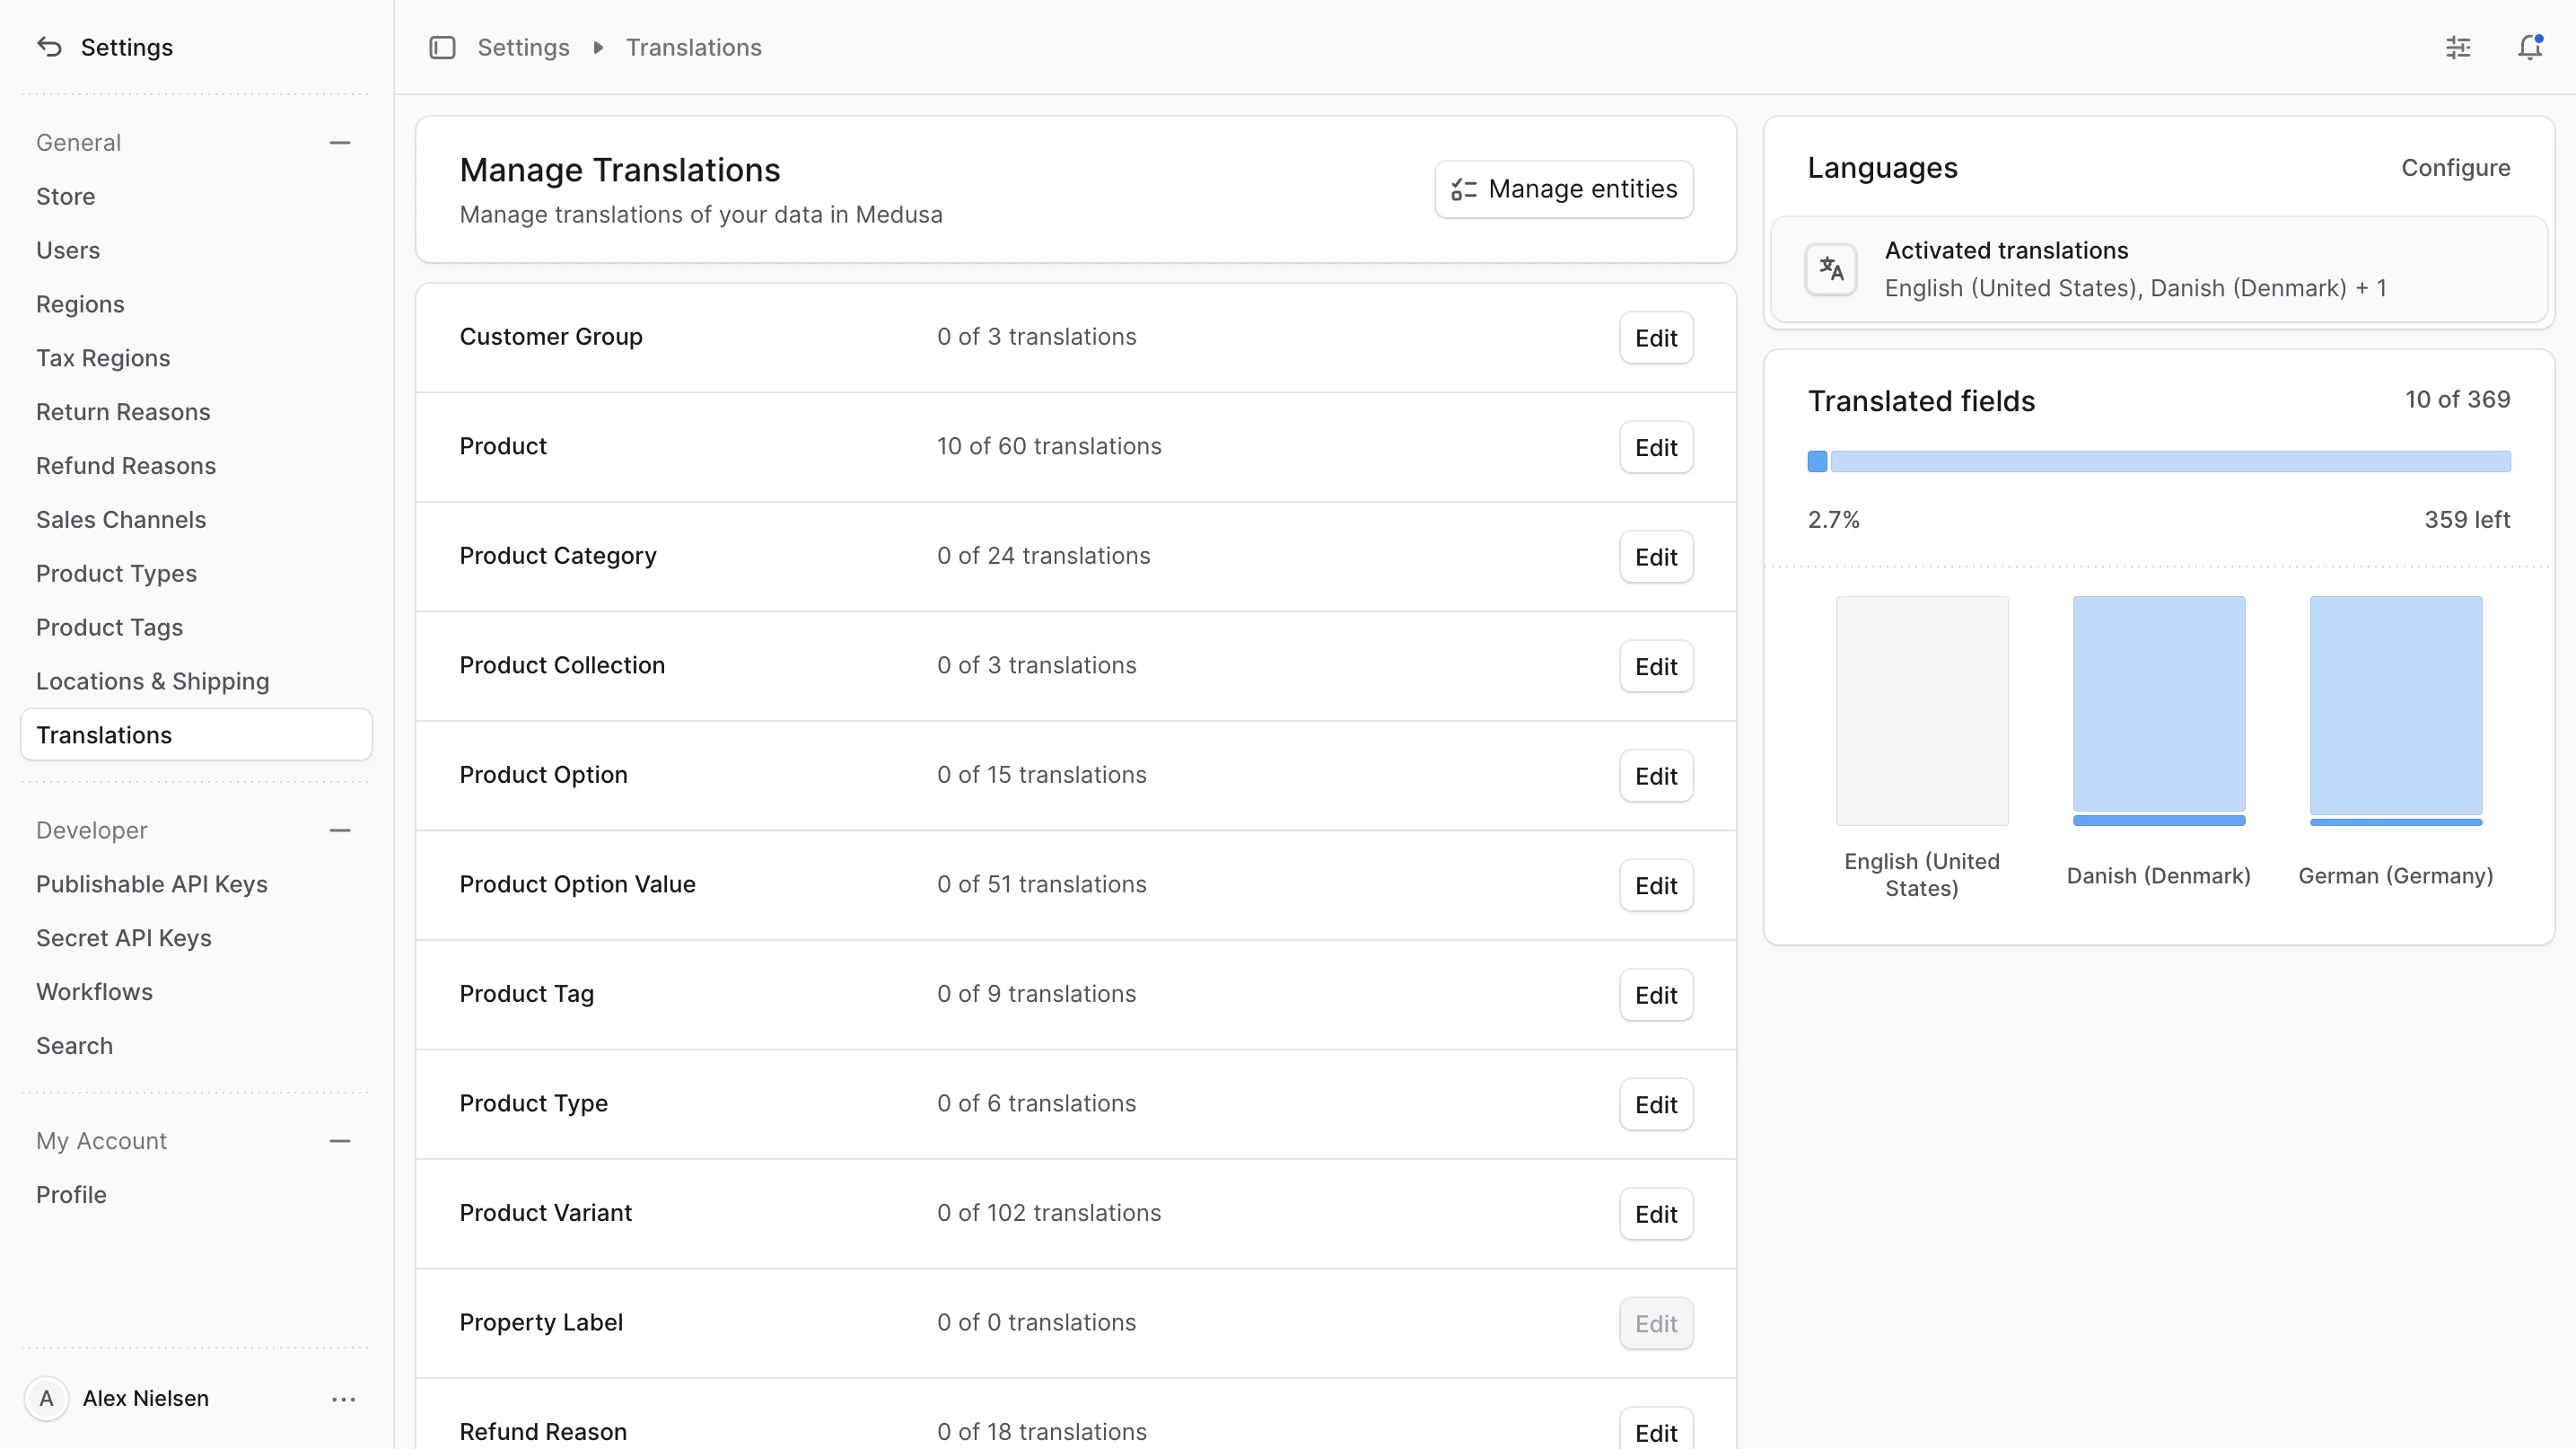 Settings
General
Store
Users
Regions
Tax Regions
Return Reasons
Refund Reasons
Sales Channels
Product Types
Product Tags
Locations & Shipping
Translations
Developer
Publishable API Keys
Secret API Keys
Workflows
Search
My Account
Profile
A Alex Nielsen
Settings Translations
Manage Translations
Manage translations of your data in Medusa
Manage entities
Customer Group 0 of 3 translations Edit
Product 10 of 60 translations Edit
Product Category 0 of 24 translations Edit
Product Collection 0 of 3 translations Edit
Product Option 0 of 15 translations Edit
Product Option Value 0 of 51 translations Edit
Product Tag 0 of 9 translations Edit
Product Type 0 of 6 translations Edit
Product Variant 0 of 102 translations Edit
Property Label 0 of 0 translations Edit
Refund Reason 0 of 18 translations Edit
Languages Configure
Activated translations
English (United States), Danish (Denmark) + 1
Translated fields 10 of 369
2.7% 359 left
English (United
States)
Danish (Denmark)
German (Germany)